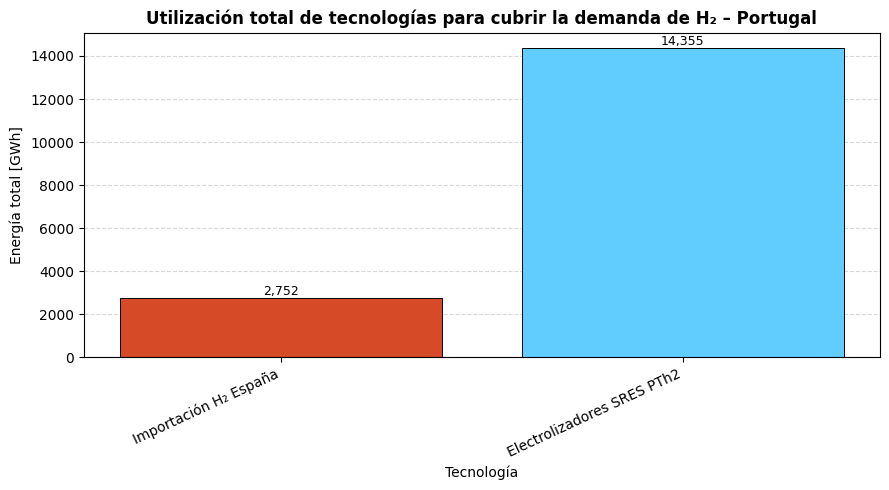 Utilización total de tecnologías para cubrir la demanda de H₂ – Portugal
Energía total [GWh]
14000
12000
10000
8000
6000
4000
2000
0
2,752
14,355
Importación H₂ España
Electrolizadores SRES PTh2
Tecnología